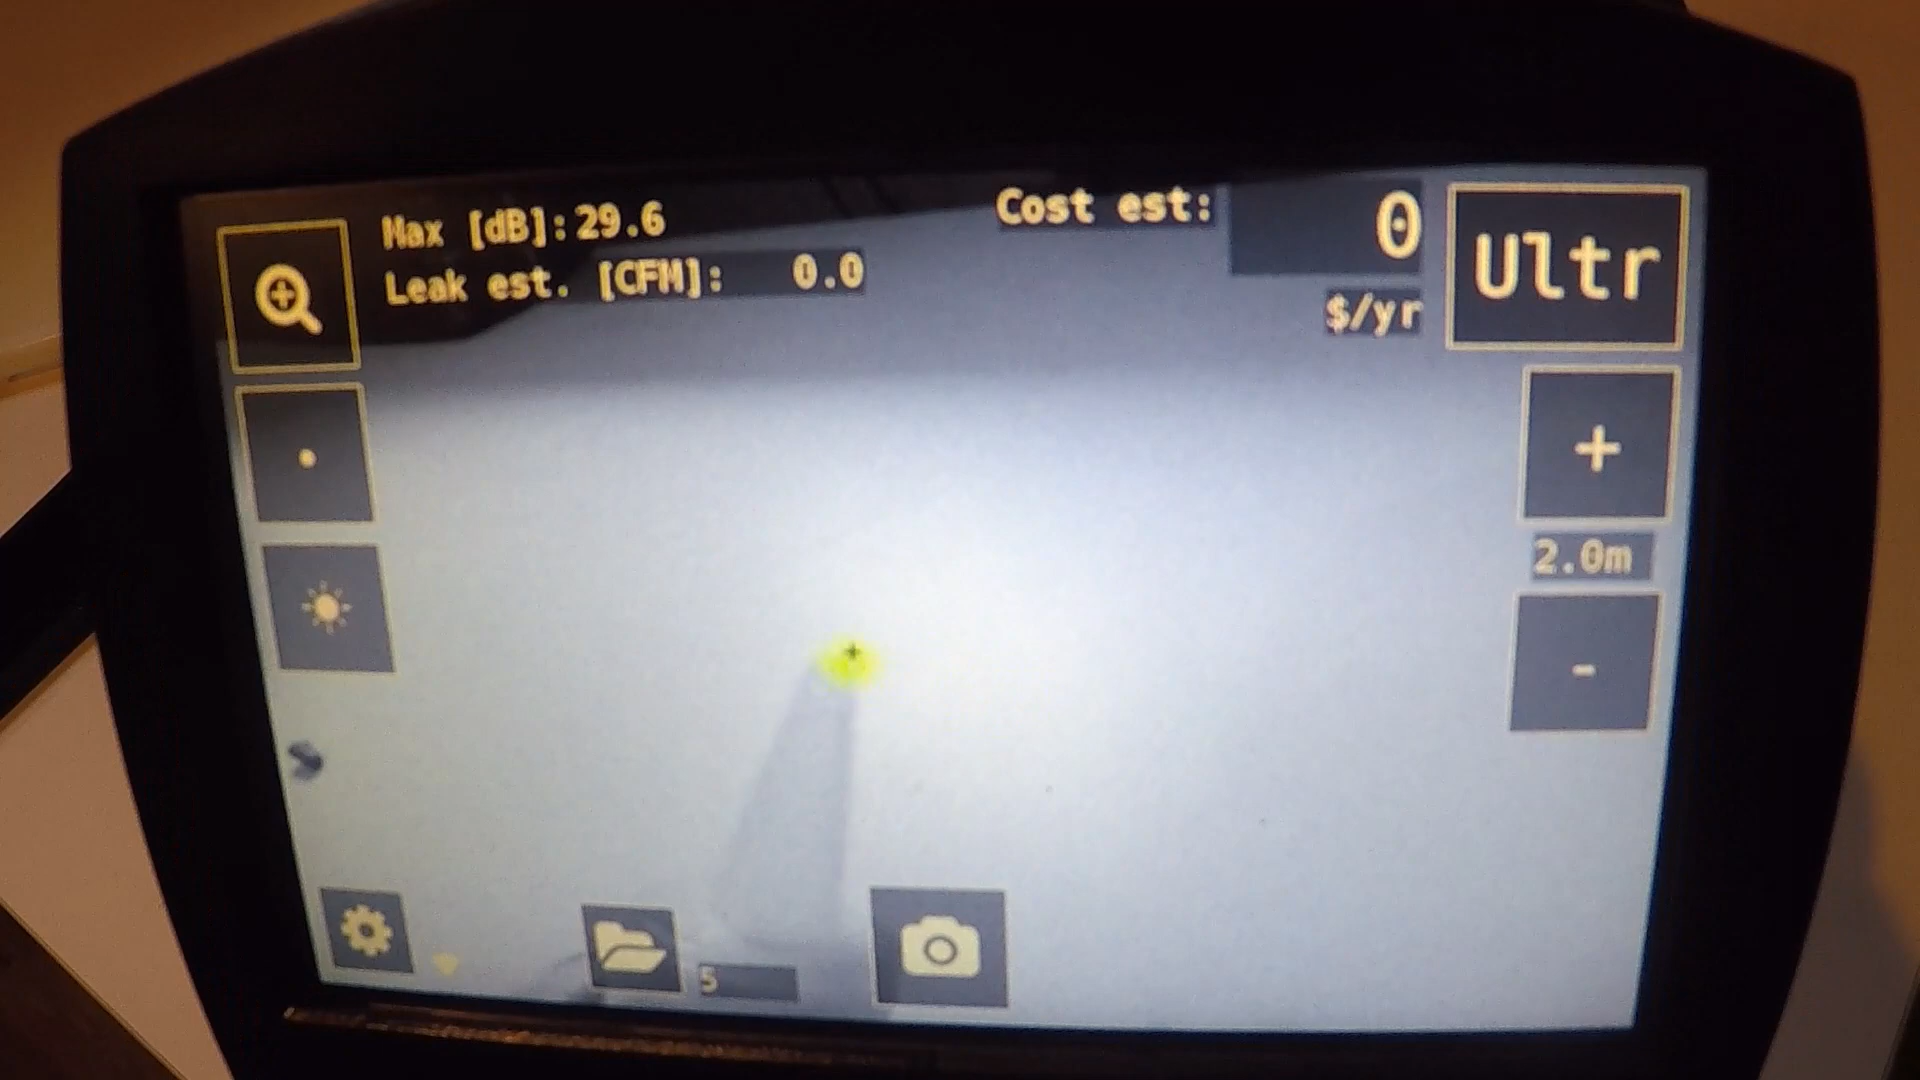 Max [dB]:29.6
Leak est. [CFM]: 0.0
Cost est: 0
$/yr
Ultr
+
2.0m
-
5